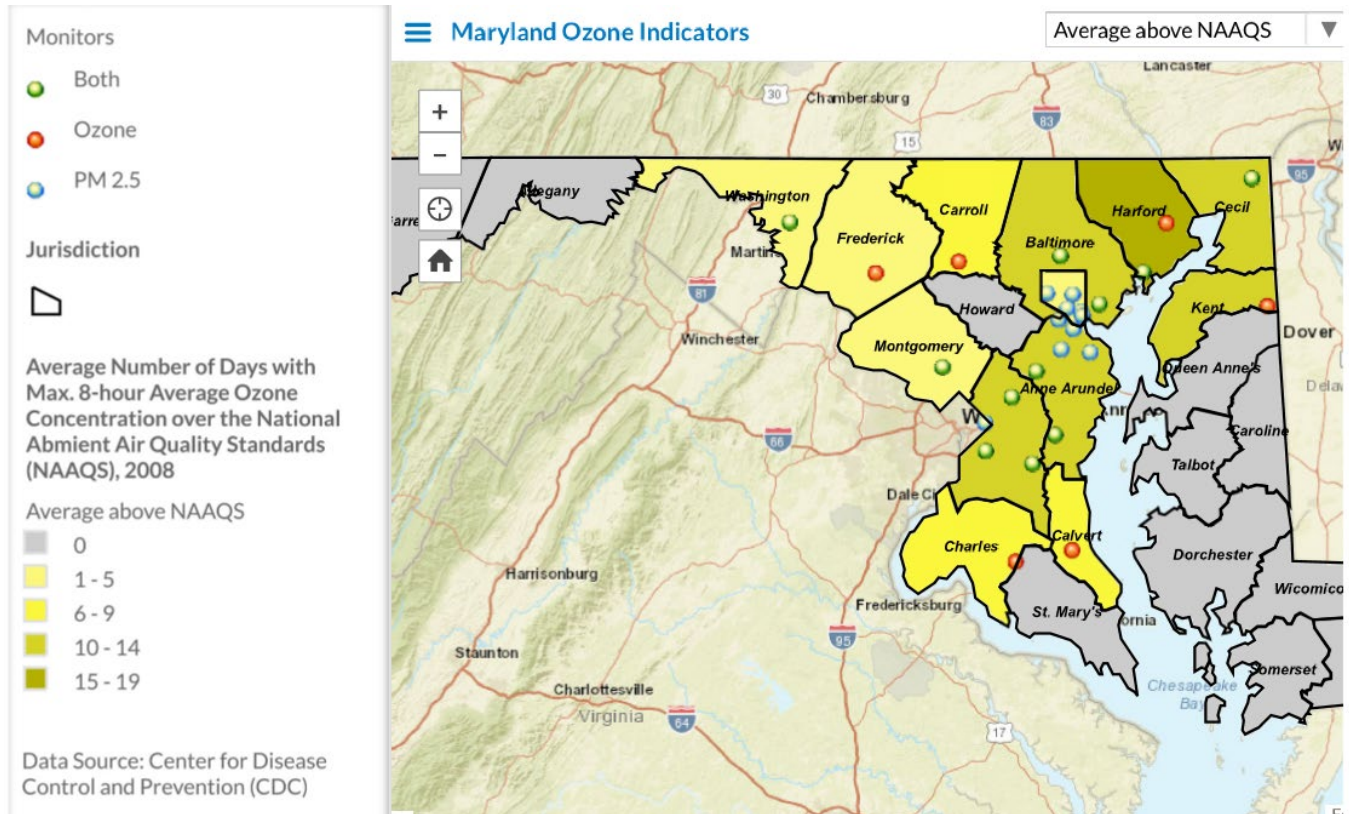 Monitors
Both
Ozone
PM 2.5
Jurisdiction
Average Number of Days with
Max. 8-hour Average Ozone
Concentration over the National
Abmient Air Quality Standards
(NAAQS), 2008
Average above NAAQS
0
1 - 5
6 - 9
10 - 14
15 - 19
Data Source: Center for Disease
Control and Prevention (CDC)
Maryland Ozone Indicators
Average above NAAQS
Lancaster
30
Chambersburg
83
+
15
−
95
Allegany
Washington
Carroll
Harford
Cecil
Frederick
Baltimore
81
Howard
Kent
Dover
Winchester
Montgomery
Queen Anne's
Anne Arundel
66
Caroline
Talbot
Dale Ci
Charles
Calvert
Dorchester
Harrisonburg
Wicomico
Fredericksburg
St. Mary's
ornia
95
Staunton
Somerset
Charlottesville
Chesapeake
Bay
Virginia
64
17